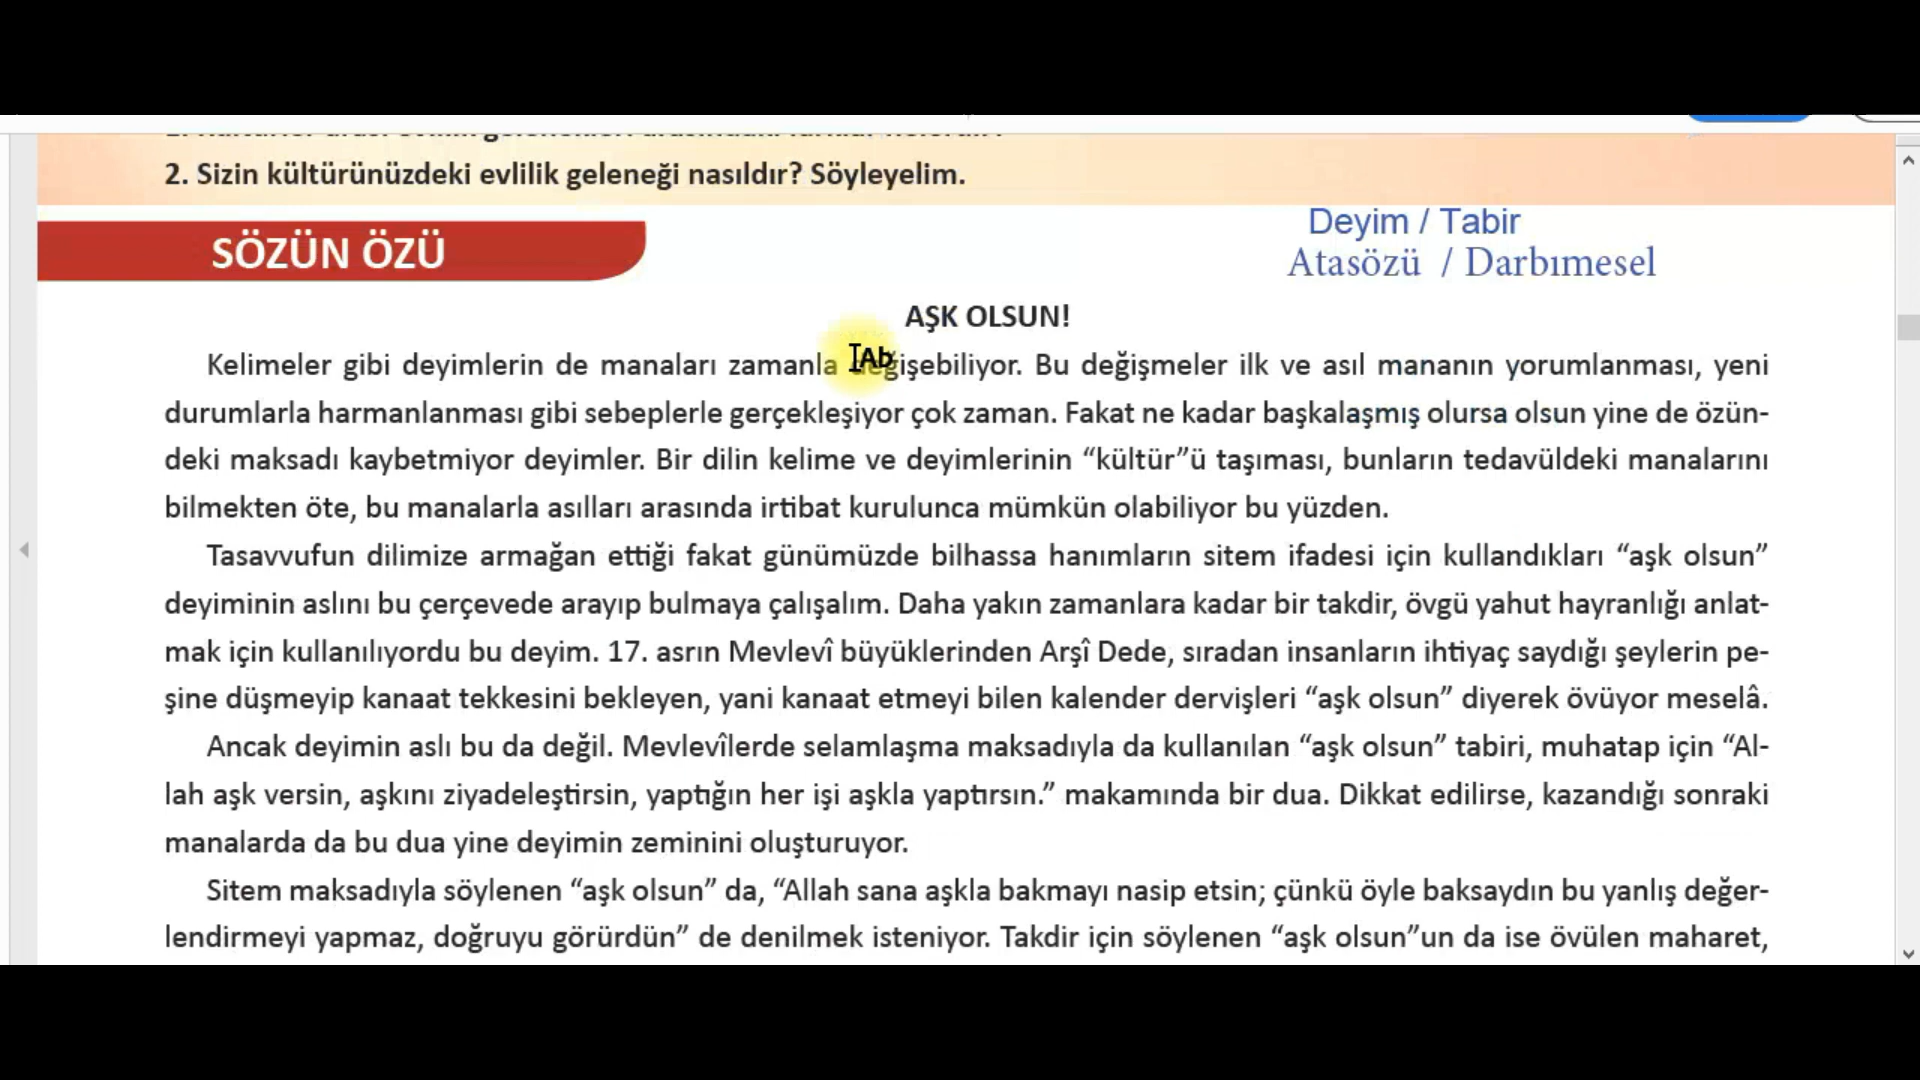 2. Sizin kültürünüzdeki evlilik geleneği nasıldır? Söyleyelim.
Deyim / Tabir
SÖZÜN ÖZÜ
Atasözü / Darbımesel
AŞK OLSUN!
Kelimeler gibi deyimlerin de manaları zamanla değişebiliyor. Bu değişmeler ilk ve asıl mananın yorumlanması, yeni
durumlarla harmanlanması gibi sebeplerle gerçekleşiyor çok zaman. Fakat ne kadar başkalaşmış olursa olsun yine de özün-
deki maksadı kaybetmiyor deyimler. Bir dilin kelime ve deyimlerinin “kültür”ü taşıması, bunların tedavüldeki manalarını
bilmekten öte, bu manalarla asılları arasında irtibat kurulunca mümkün olabiliyor bu yüzden.
Tasavvufun dilimize armağan ettiği fakat günümüzde bilhassa hanımların sitem ifadesi için kullandıkları “aşk olsun”
deyiminin aslını bu çerçevede arayıp bulmaya çalışalım. Daha yakın zamanlara kadar bir takdir, övgü yahut hayranlığı anlat-
mak için kullanılıyordu bu deyim. 17. asrın Mevlevî büyüklerinden Arşî Dede, sıradan insanların ihtiyaç saydığı şeylerin pe-
şine düşmeyip kanaat tekkesini bekleyen, yani kanaat etmeyi bilen kalender dervişleri “aşk olsun” diyerek övüyor meselâ.
Ancak deyimin aslı bu da değil. Mevlevîlerde selamlaşma maksadıyla da kullanılan “aşk olsun” tabiri, muhatap için “Al-
lah aşk versin, aşkını ziyadeleştirsin, yaptığın her işi aşkla yaptırsın.” makamında bir dua. Dikkat edilirse, kazandığı sonraki
manalarda da bu dua yine deyimin zeminini oluşturuyor.
Sitem maksadıyla söylenen “aşk olsun” da, “Allah sana aşkla bakmayı nasip etsin; çünkü öyle baksaydın bu yanlış değer-
lendirmeyi yapmaz, doğruyu görürdün” de denilmek isteniyor. Takdir için söylenen “aşk olsun”un da ise övülen maharet,